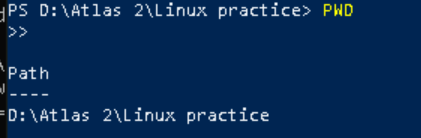 PS D:\Atlas 2\Linux practice> PWD
>>
Path
----
D:\Atlas 2\Linux practice